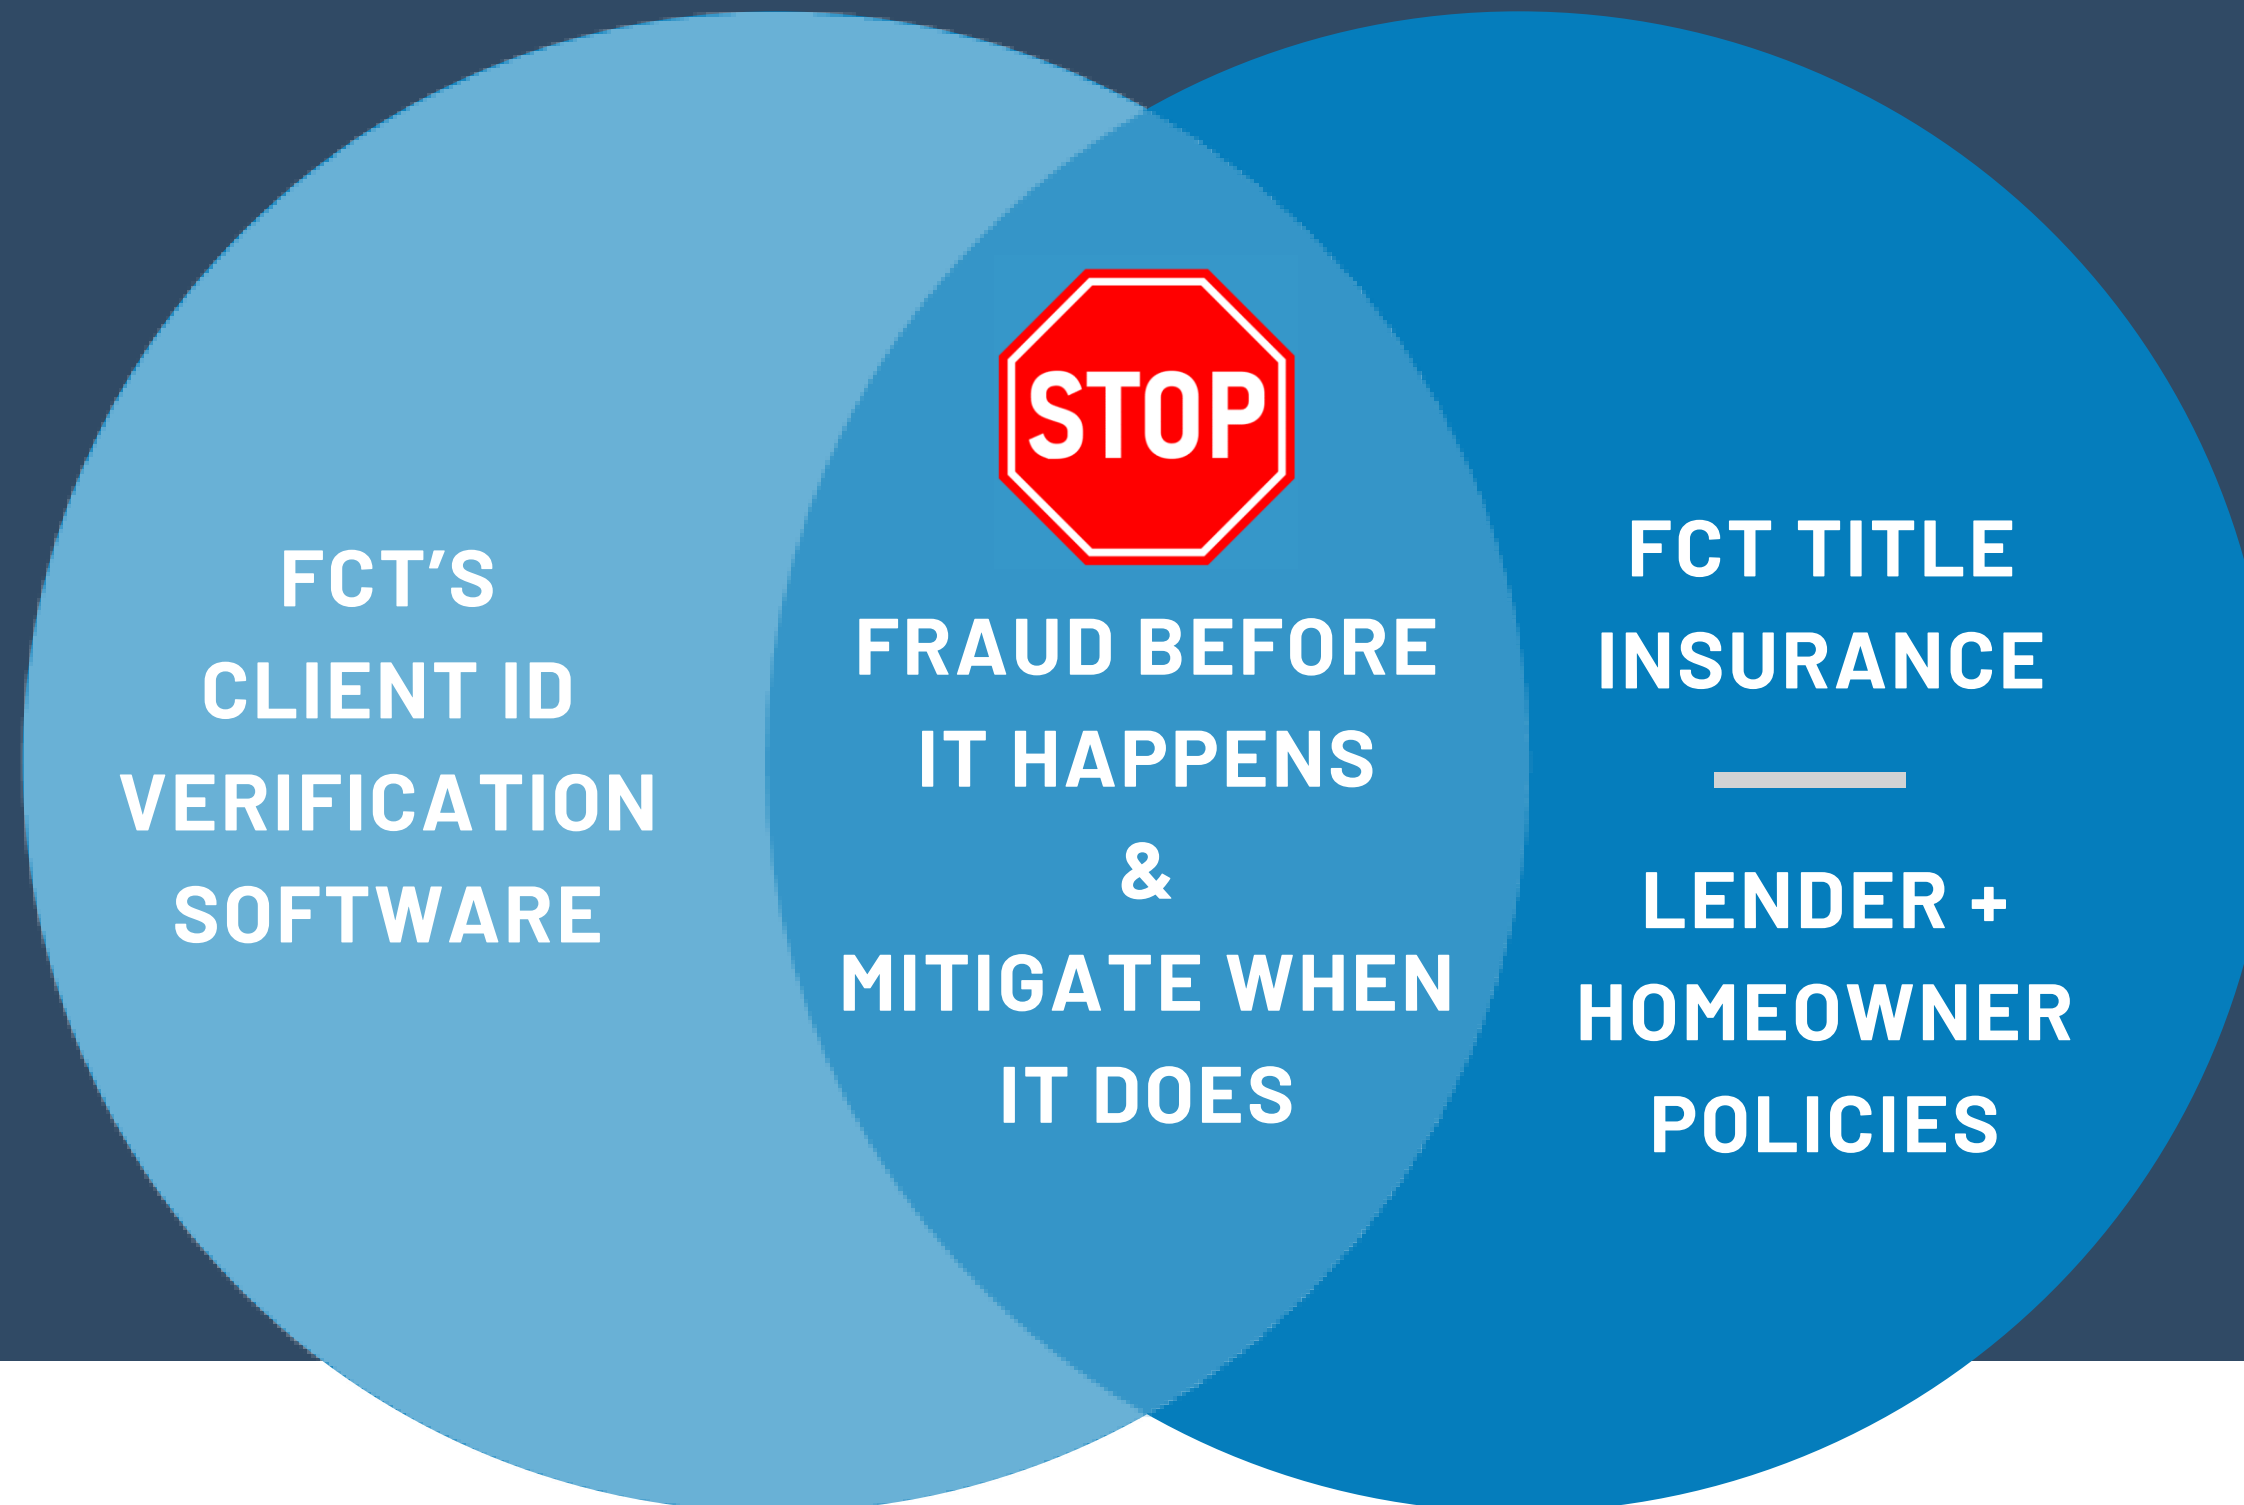 FCT’S
CLIENT ID
VERIFICATION
SOFTWARE
STOP
FRAUD BEFORE
IT HAPPENS
&
MITIGATE WHEN
IT DOES
FCT TITLE
INSURANCE
LENDER +
HOMEOWNER
POLICIES